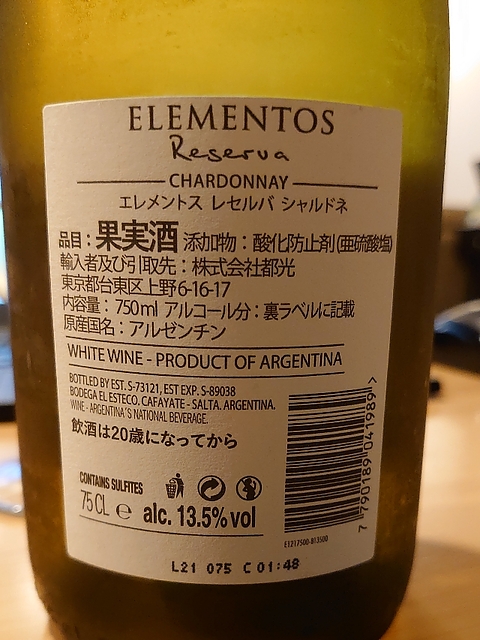 ELEMENTOS
Reserva
CHARDONNAY
エレメントス レセルバ シャルドネ
品目：果実酒 添加物：酸化防止剤(亜硫酸塩)
輸入者及び引取先：株式会社都光
東京都台東区上野6-16-17
内容量：750ml アルコール分：裏ラベルに記載
原産国名：アルゼンチン
WHITE WINE - PRODUCT OF ARGENTINA
BOTTLED BY EST. S-73121, EST EXP. S-89038
BODEGA EL ESTECO. CAFAYATE - SALTA. ARGENTINA.
WINE - ARGENTINA'S NATIONAL BEVERAGE.
飲酒は20歳になってから
CONTAINS SULFITES
75 CL e alc. 13.5% vol
7 790189 041989 >
E1217500-B13500
L21 075 C 01:48